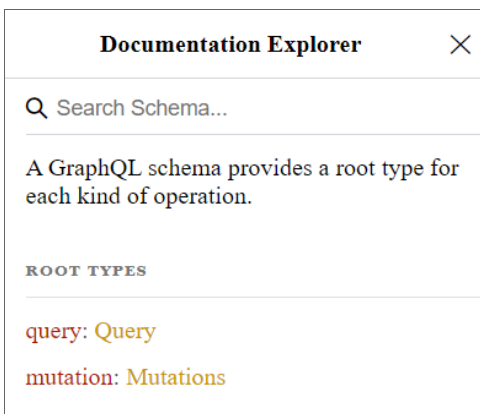 Documentation Explorer
Search Schema...
A GraphQL schema provides a root type for
each kind of operation.
ROOT TYPES
query: Query
mutation: Mutations